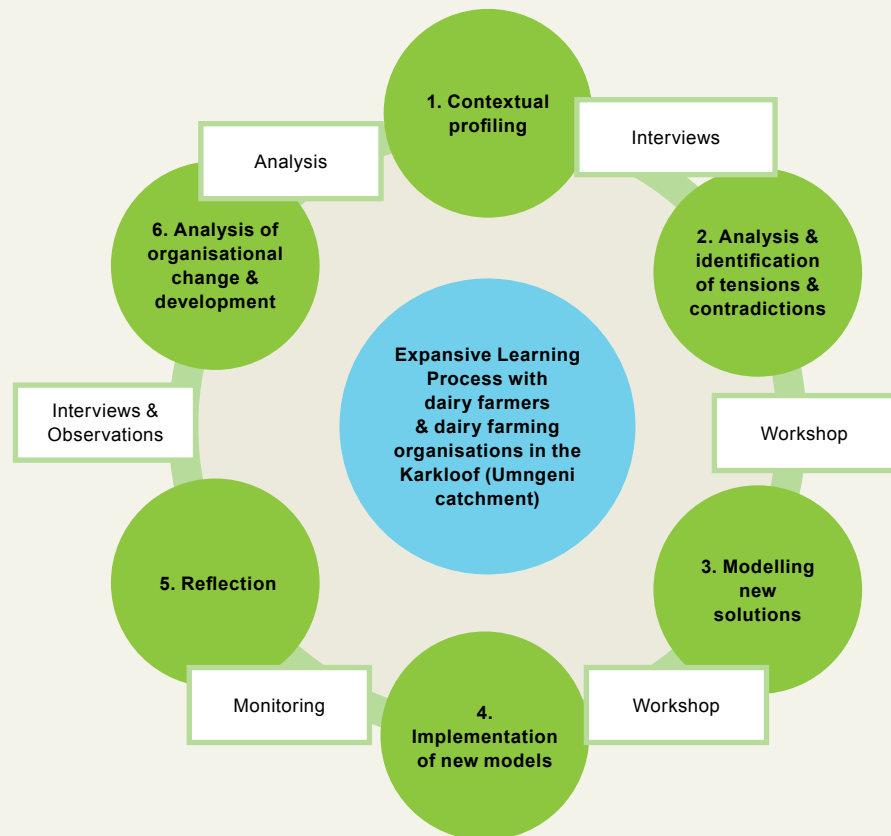 1. Contextual
profiling
Interviews
2. Analysis &
identification
of tensions &
contradictions
Workshop
3. Modelling
new
solutions
Workshop
4.
Implementation
of new models
Monitoring
5. Reflection
Interviews &
Observations
6. Analysis of
organisational
change &
development
Analysis
Expansive Learning
Process with
dairy farmers
& dairy farming
organisations in the
Karkloof (Umngeni
catchment)